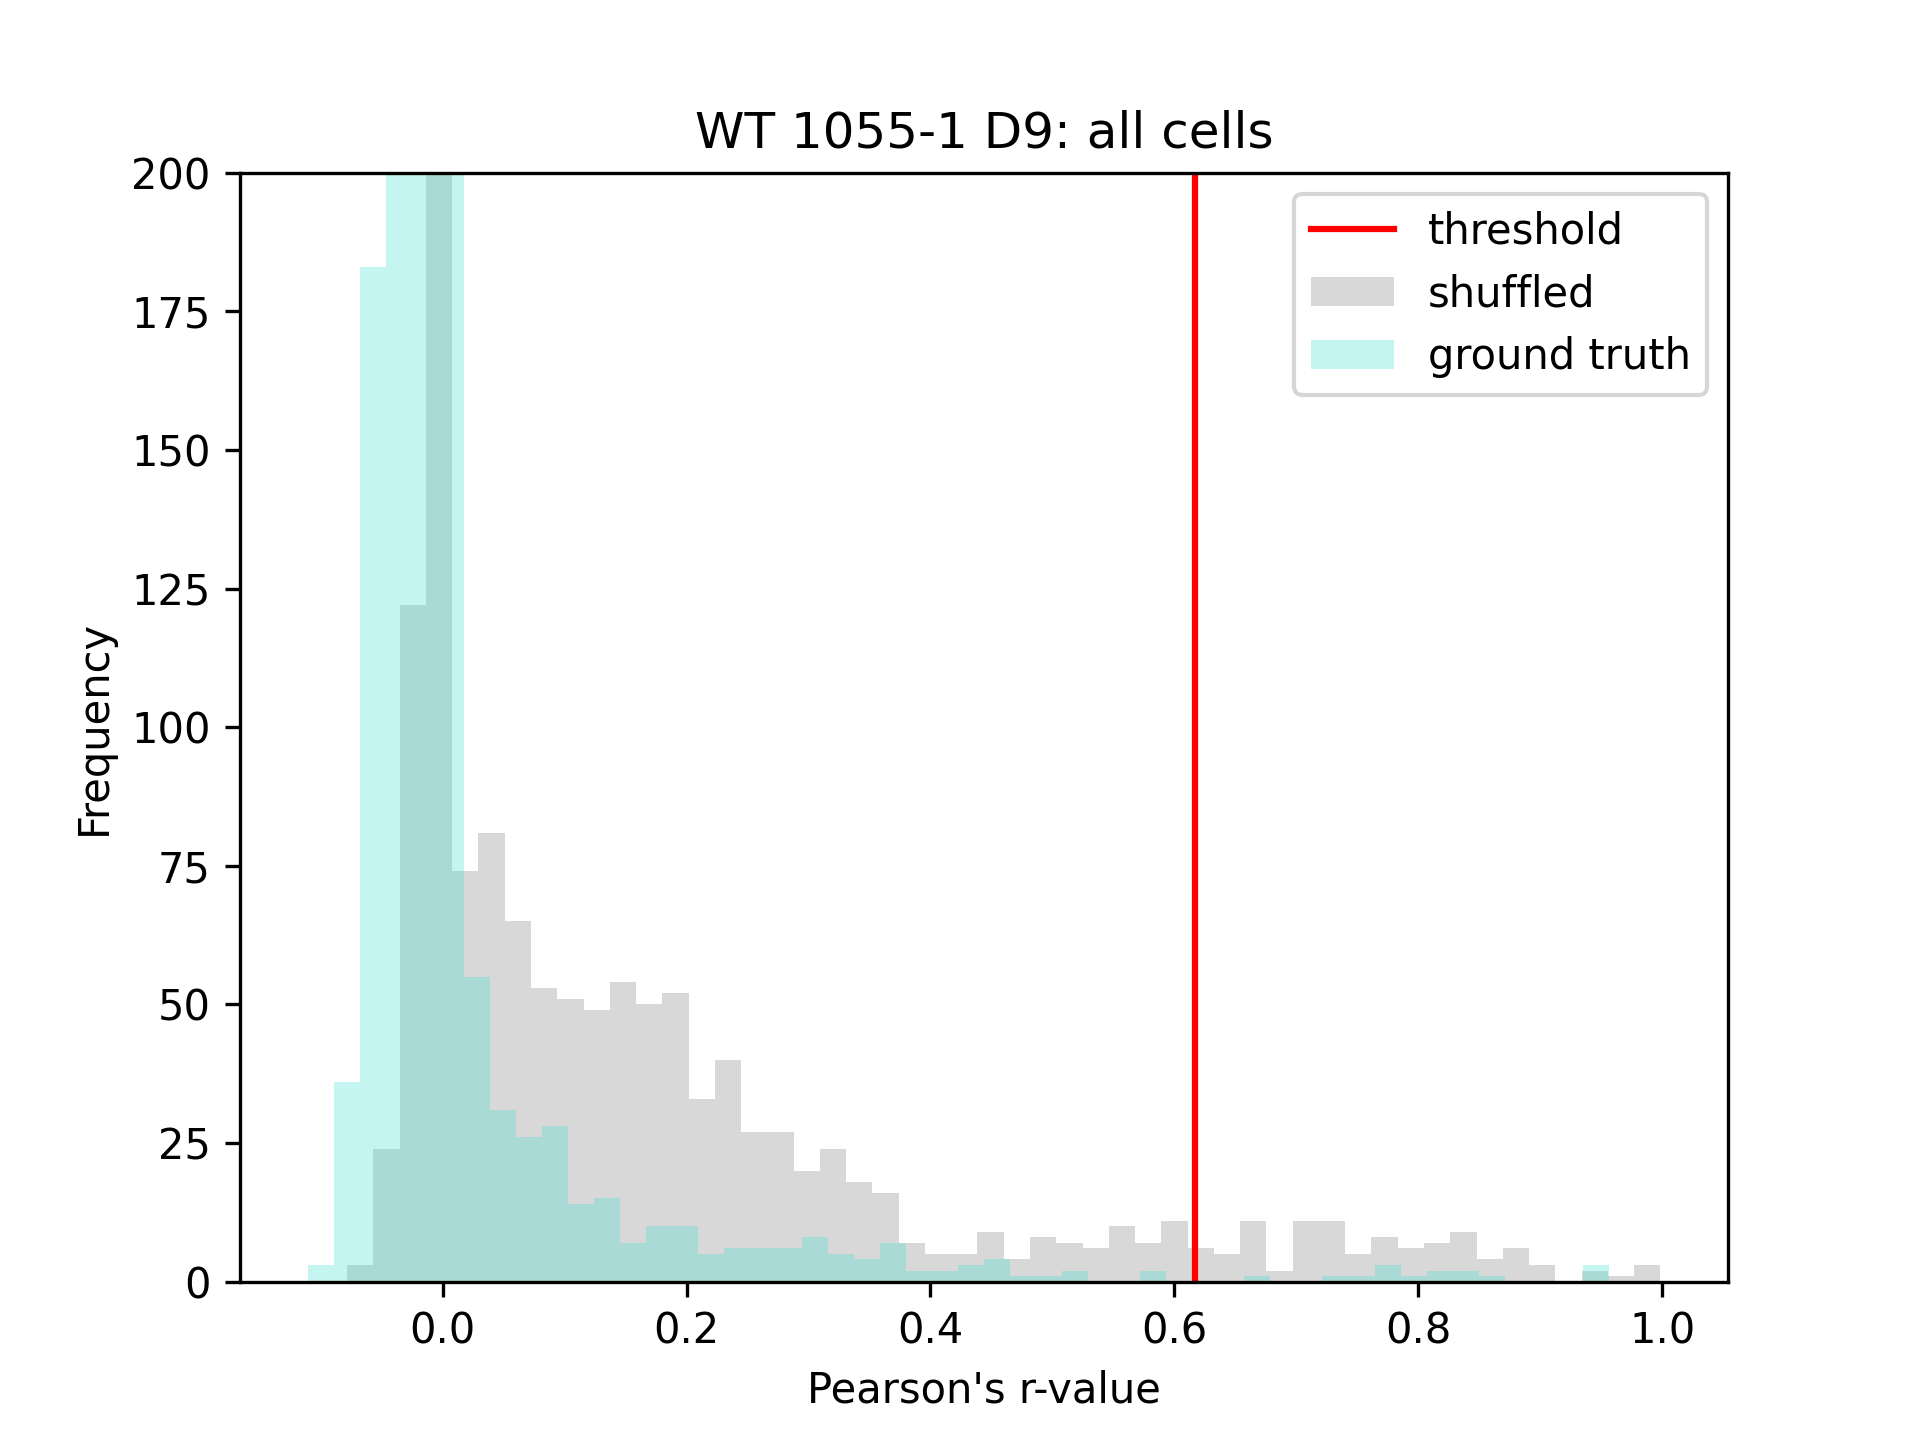 WT 1055-1 D9: all cells
200
175
150
125
100
75
50
25
0
Frequency
threshold
shuffled
ground truth
0.0 0.2 0.4 0.6 0.8 1.0
Pearson's r-value